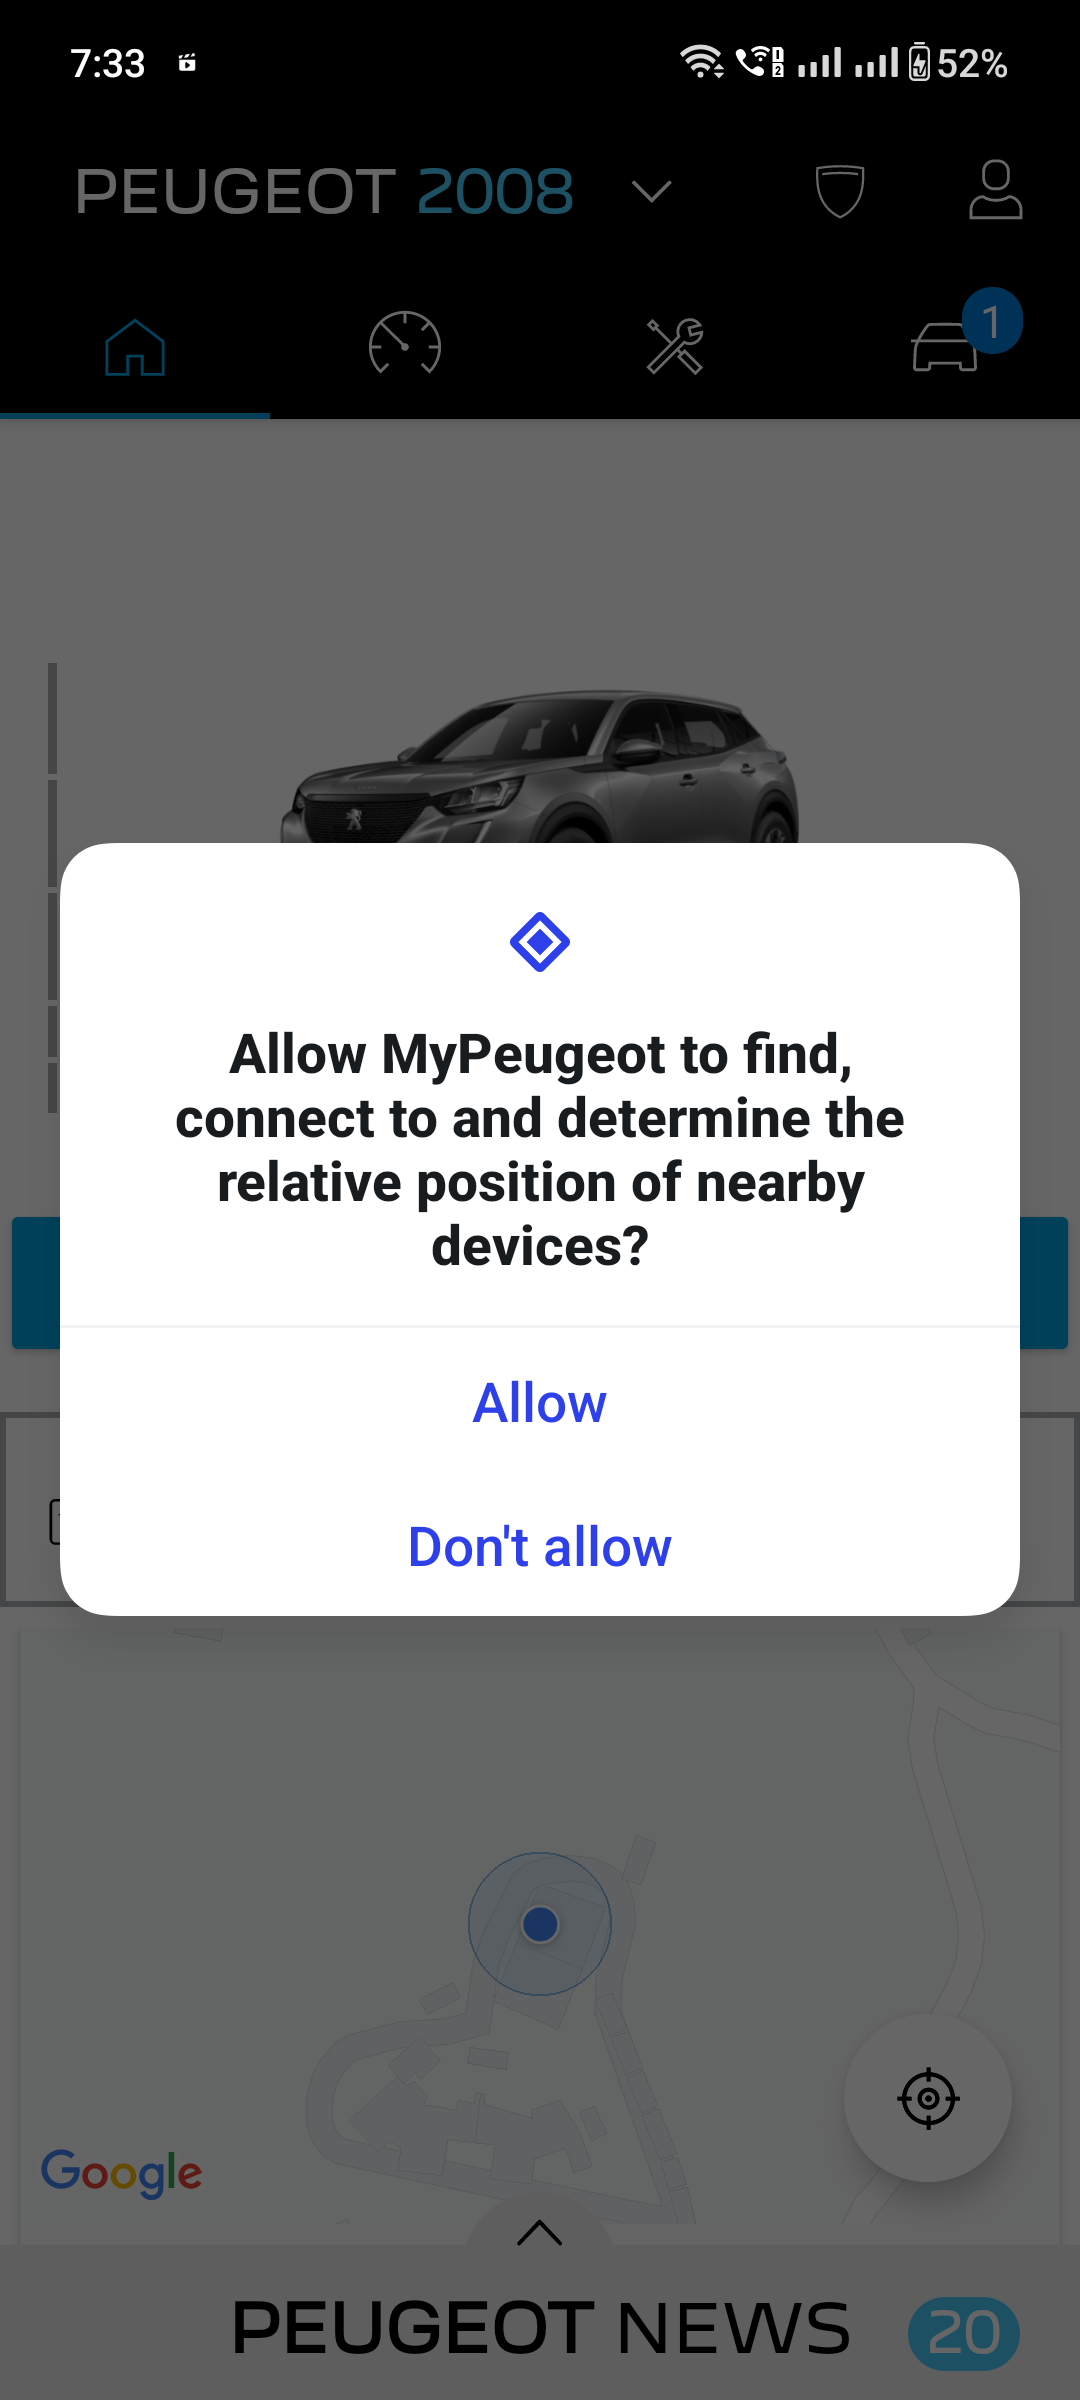 7:33
52%
PEUGEOT 2008
1
Allow MyPeugeot to find,
connect to and determine the
relative position of nearby
devices?
Allow
Don't allow
Google
PEUGEOT NEWS 20